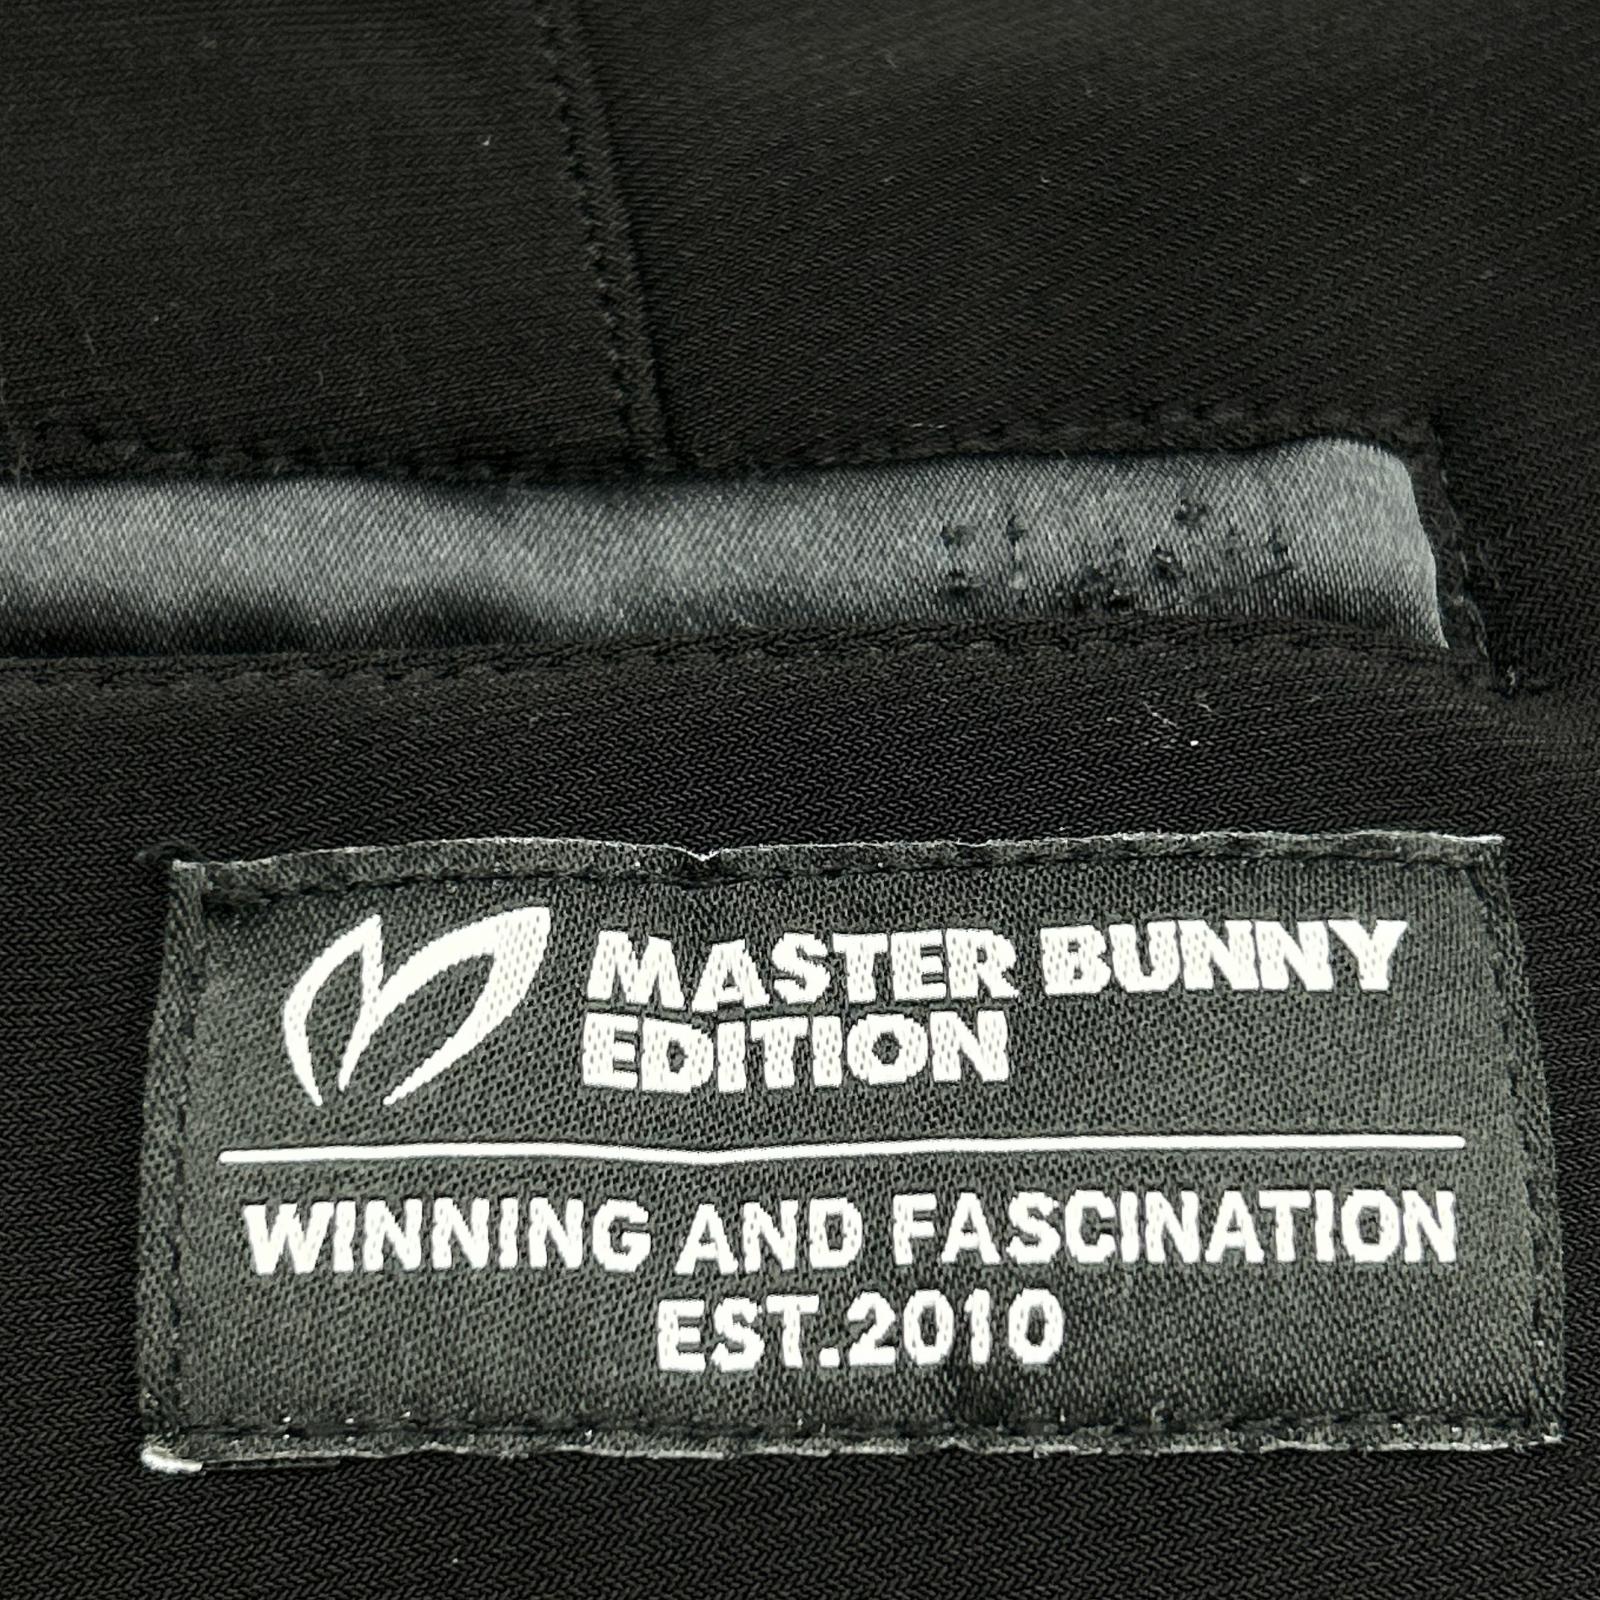 MASTER BUNNY
EDITION
WINNING AND FASCINATION
EST.2010